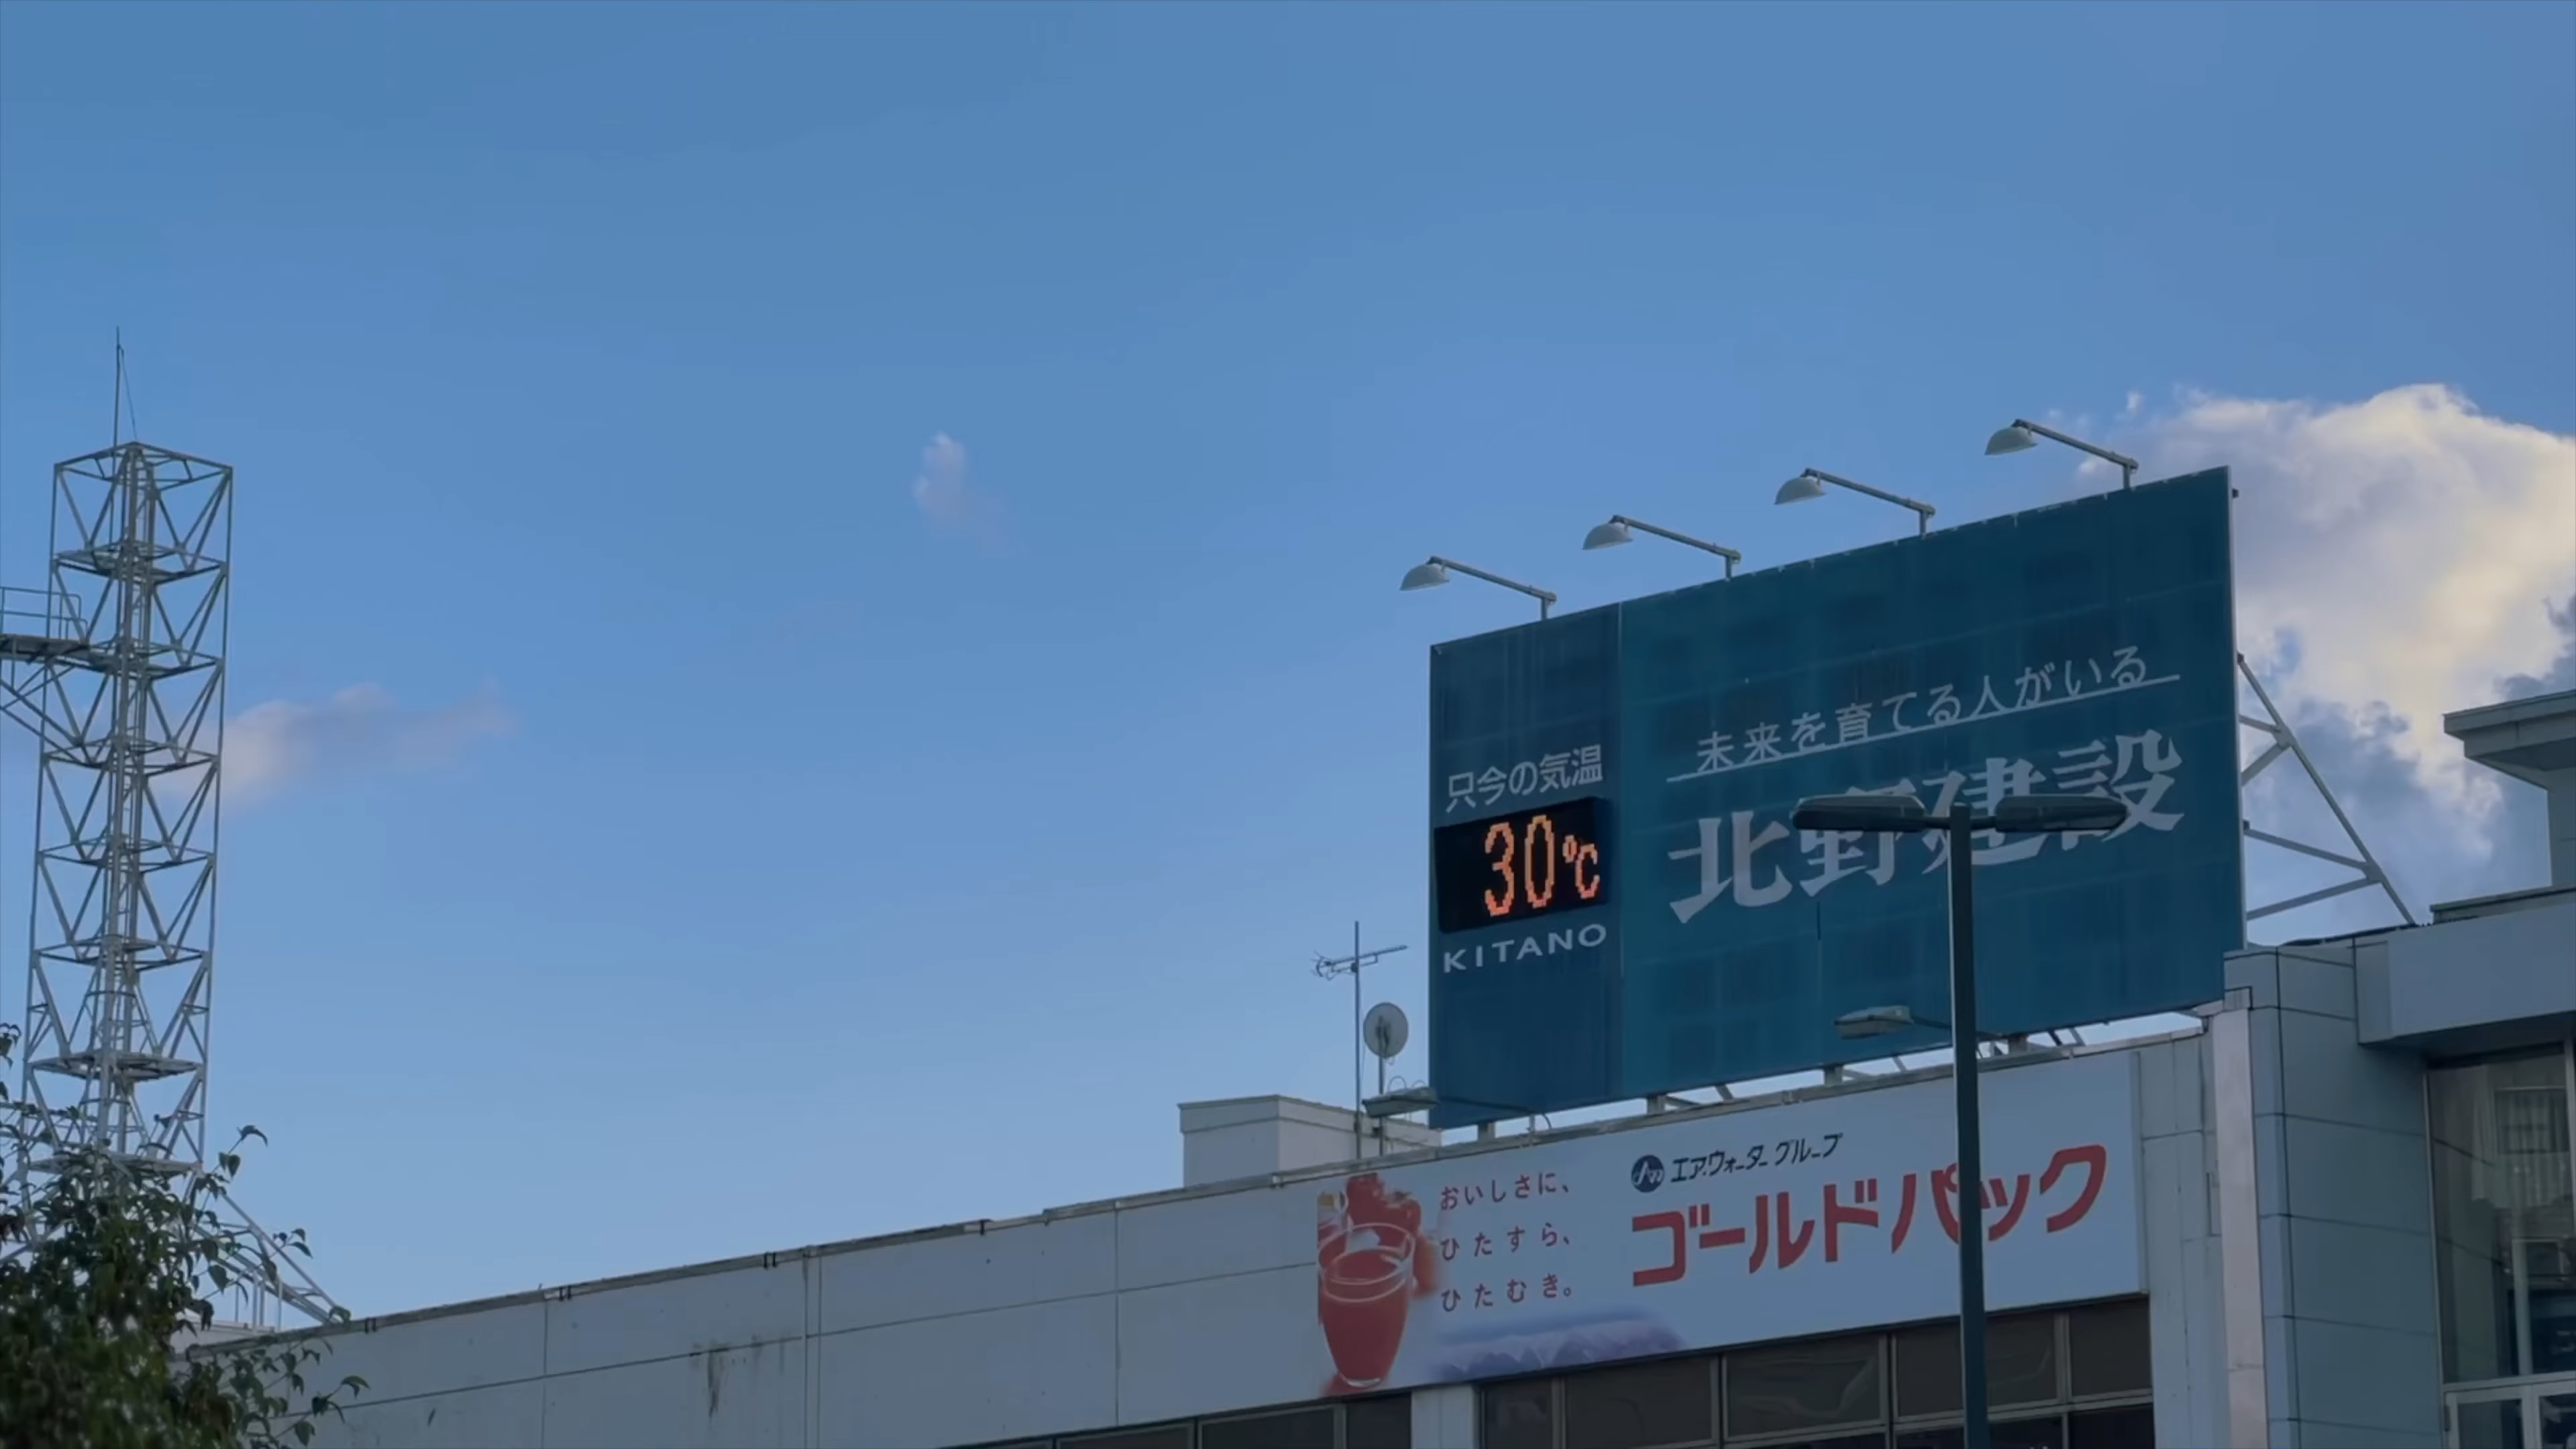 未来を育てる人がいる
北野建設
只今の気温
30℃
KITANO
エア・ウォーター グループ
ゴールドパック
おいしさに、
ひたすら、
ひたむき。